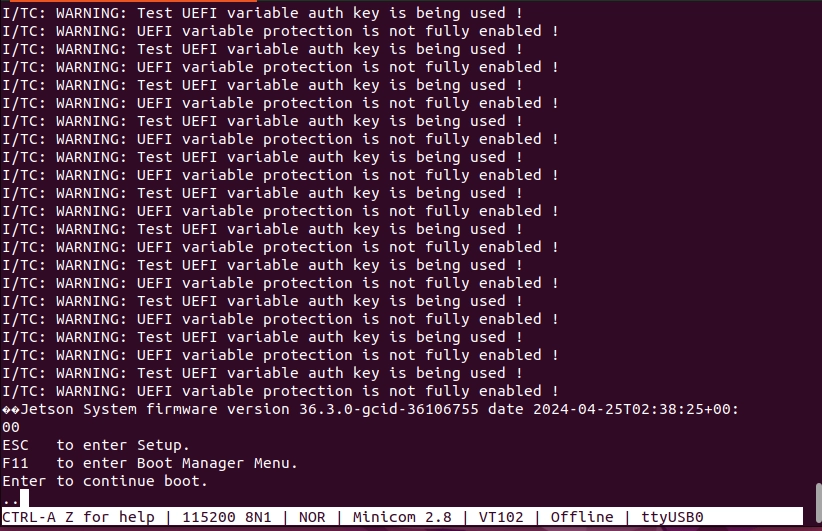 I/TC: WARNING: Test UEFI variable auth key is being used !
I/TC: WARNING: UEFI variable protection is not fully enabled !
I/TC: WARNING: Test UEFI variable auth key is being used !
I/TC: WARNING: UEFI variable protection is not fully enabled !
I/TC: WARNING: Test UEFI variable auth key is being used !
I/TC: WARNING: UEFI variable protection is not fully enabled !
I/TC: WARNING: Test UEFI variable auth key is being used !
I/TC: WARNING: UEFI variable protection is not fully enabled !
I/TC: WARNING: Test UEFI variable auth key is being used !
I/TC: WARNING: UEFI variable protection is not fully enabled !
I/TC: WARNING: Test UEFI variable auth key is being used !
I/TC: WARNING: UEFI variable protection is not fully enabled !
I/TC: WARNING: Test UEFI variable auth key is being used !
I/TC: WARNING: UEFI variable protection is not fully enabled !
I/TC: WARNING: Test UEFI variable auth key is being used !
I/TC: WARNING: UEFI variable protection is not fully enabled !
I/TC: WARNING: Test UEFI variable auth key is being used !
I/TC: WARNING: UEFI variable protection is not fully enabled !
I/TC: WARNING: Test UEFI variable auth key is being used !
I/TC: WARNING: UEFI variable protection is not fully enabled !
I/TC: WARNING: Test UEFI variable auth key is being used !
I/TC: WARNING: UEFI variable protection is not fully enabled !
��Jetson System firmware version 36.3.0-gcid-36106755 date 2024-04-25T02:38:25+00:
00
ESC   to enter Setup.
F11   to enter Boot Manager Menu.
Enter to continue boot.
..
CTRL-A Z for help | 115200 8N1 | NOR | Minicom 2.8 | VT102 | Offline | ttyUSB0